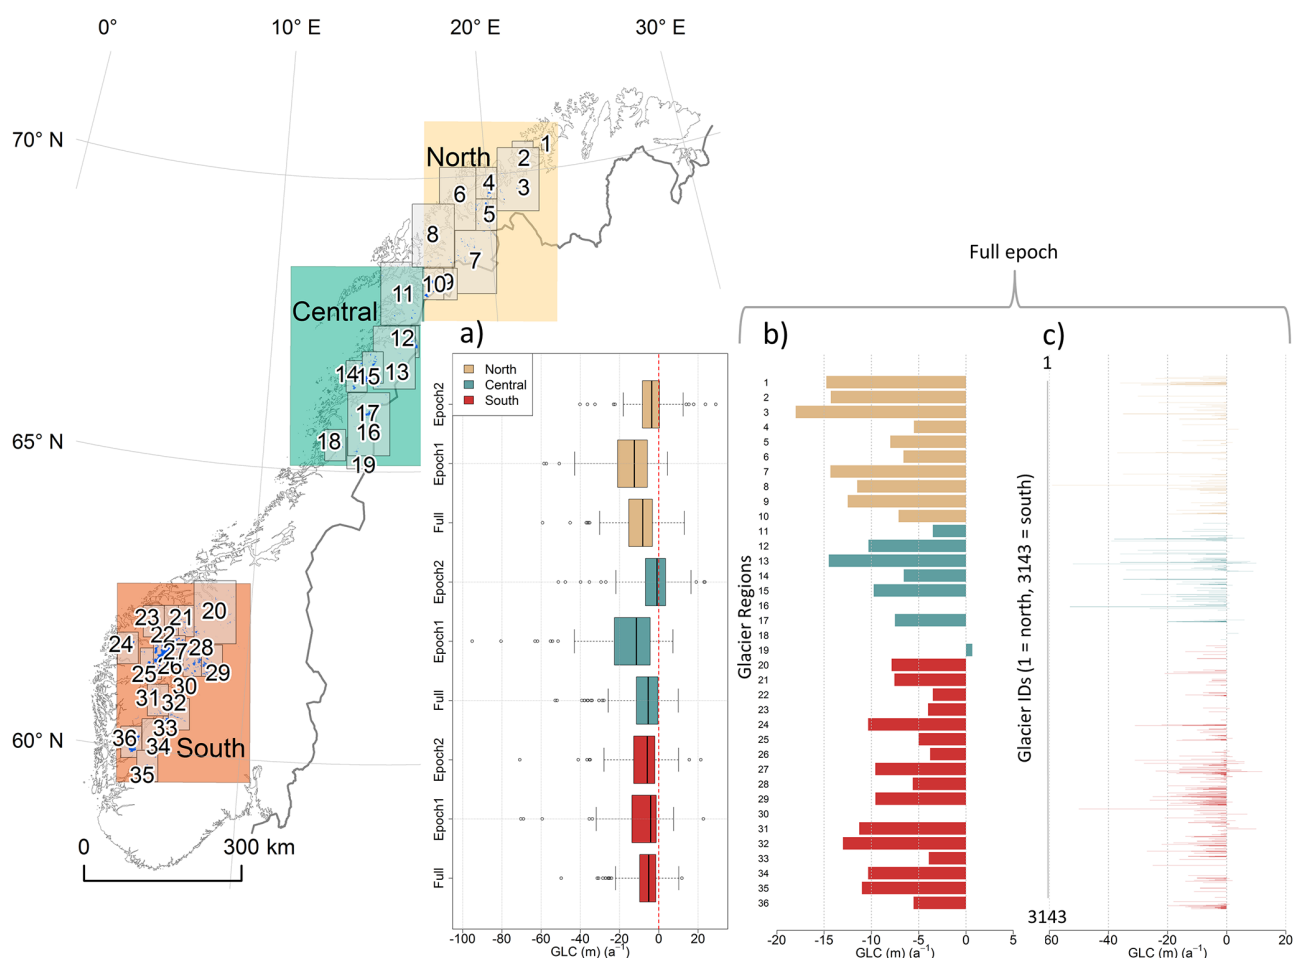 0° 10° E 20° E 30° E
70° N
65° N
60° N
North
1
2
3
4
5
6
7
8
9
10
Central
11
12
13
14
15
16
17
18
19
20
21
22
23
24
25
26
27
28
29
30
31
32
33
34
35
36
South
0 300 km
a)
North
Central
South
Epoch2
Epoch1
Full
Epoch2
Epoch1
Full
Epoch2
Epoch1
Full
-100 -80 -60 -40 -20 0 20
GLC (m) (a⁻¹)
Full epoch
b)
Glacier Regions
1
2
3
4
5
6
7
8
9
10
11
12
13
14
15
16
17
18
19
20
21
22
23
24
25
26
27
28
29
30
31
32
33
34
35
36
-20 -15 -10 -5 0 5
GLC (m) (a⁻¹)
c)
1
Glacier IDs (1 = north, 3143 = south)
3143
60 -40 -20 0 20
GLC (m) (a⁻¹)